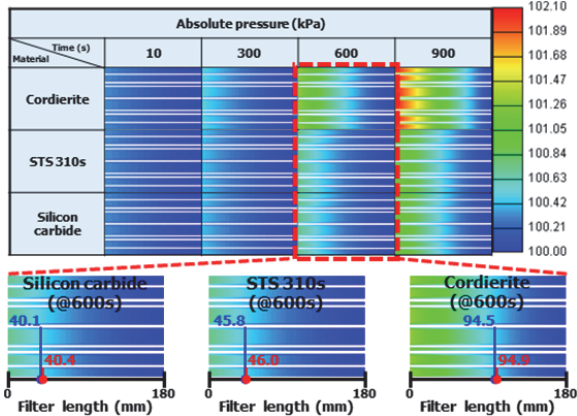 Absolute pressure (kPa)
Time (s)
Material
10 300 600 900
Cordierite
STS 310s
Silicon
carbide
102.10
101.89
101.68
101.47
101.26
101.05
100.84
100.63
100.42
100.21
100.00
Silicon carbide
(@600s)
40.1
40.4
0 180
Filter length (mm)
STS 310s
(@600s)
45.8
46.0
0 180
Filter length (mm)
Cordierite
(@600s)
94.5
94.9
0 180
Filter length (mm)